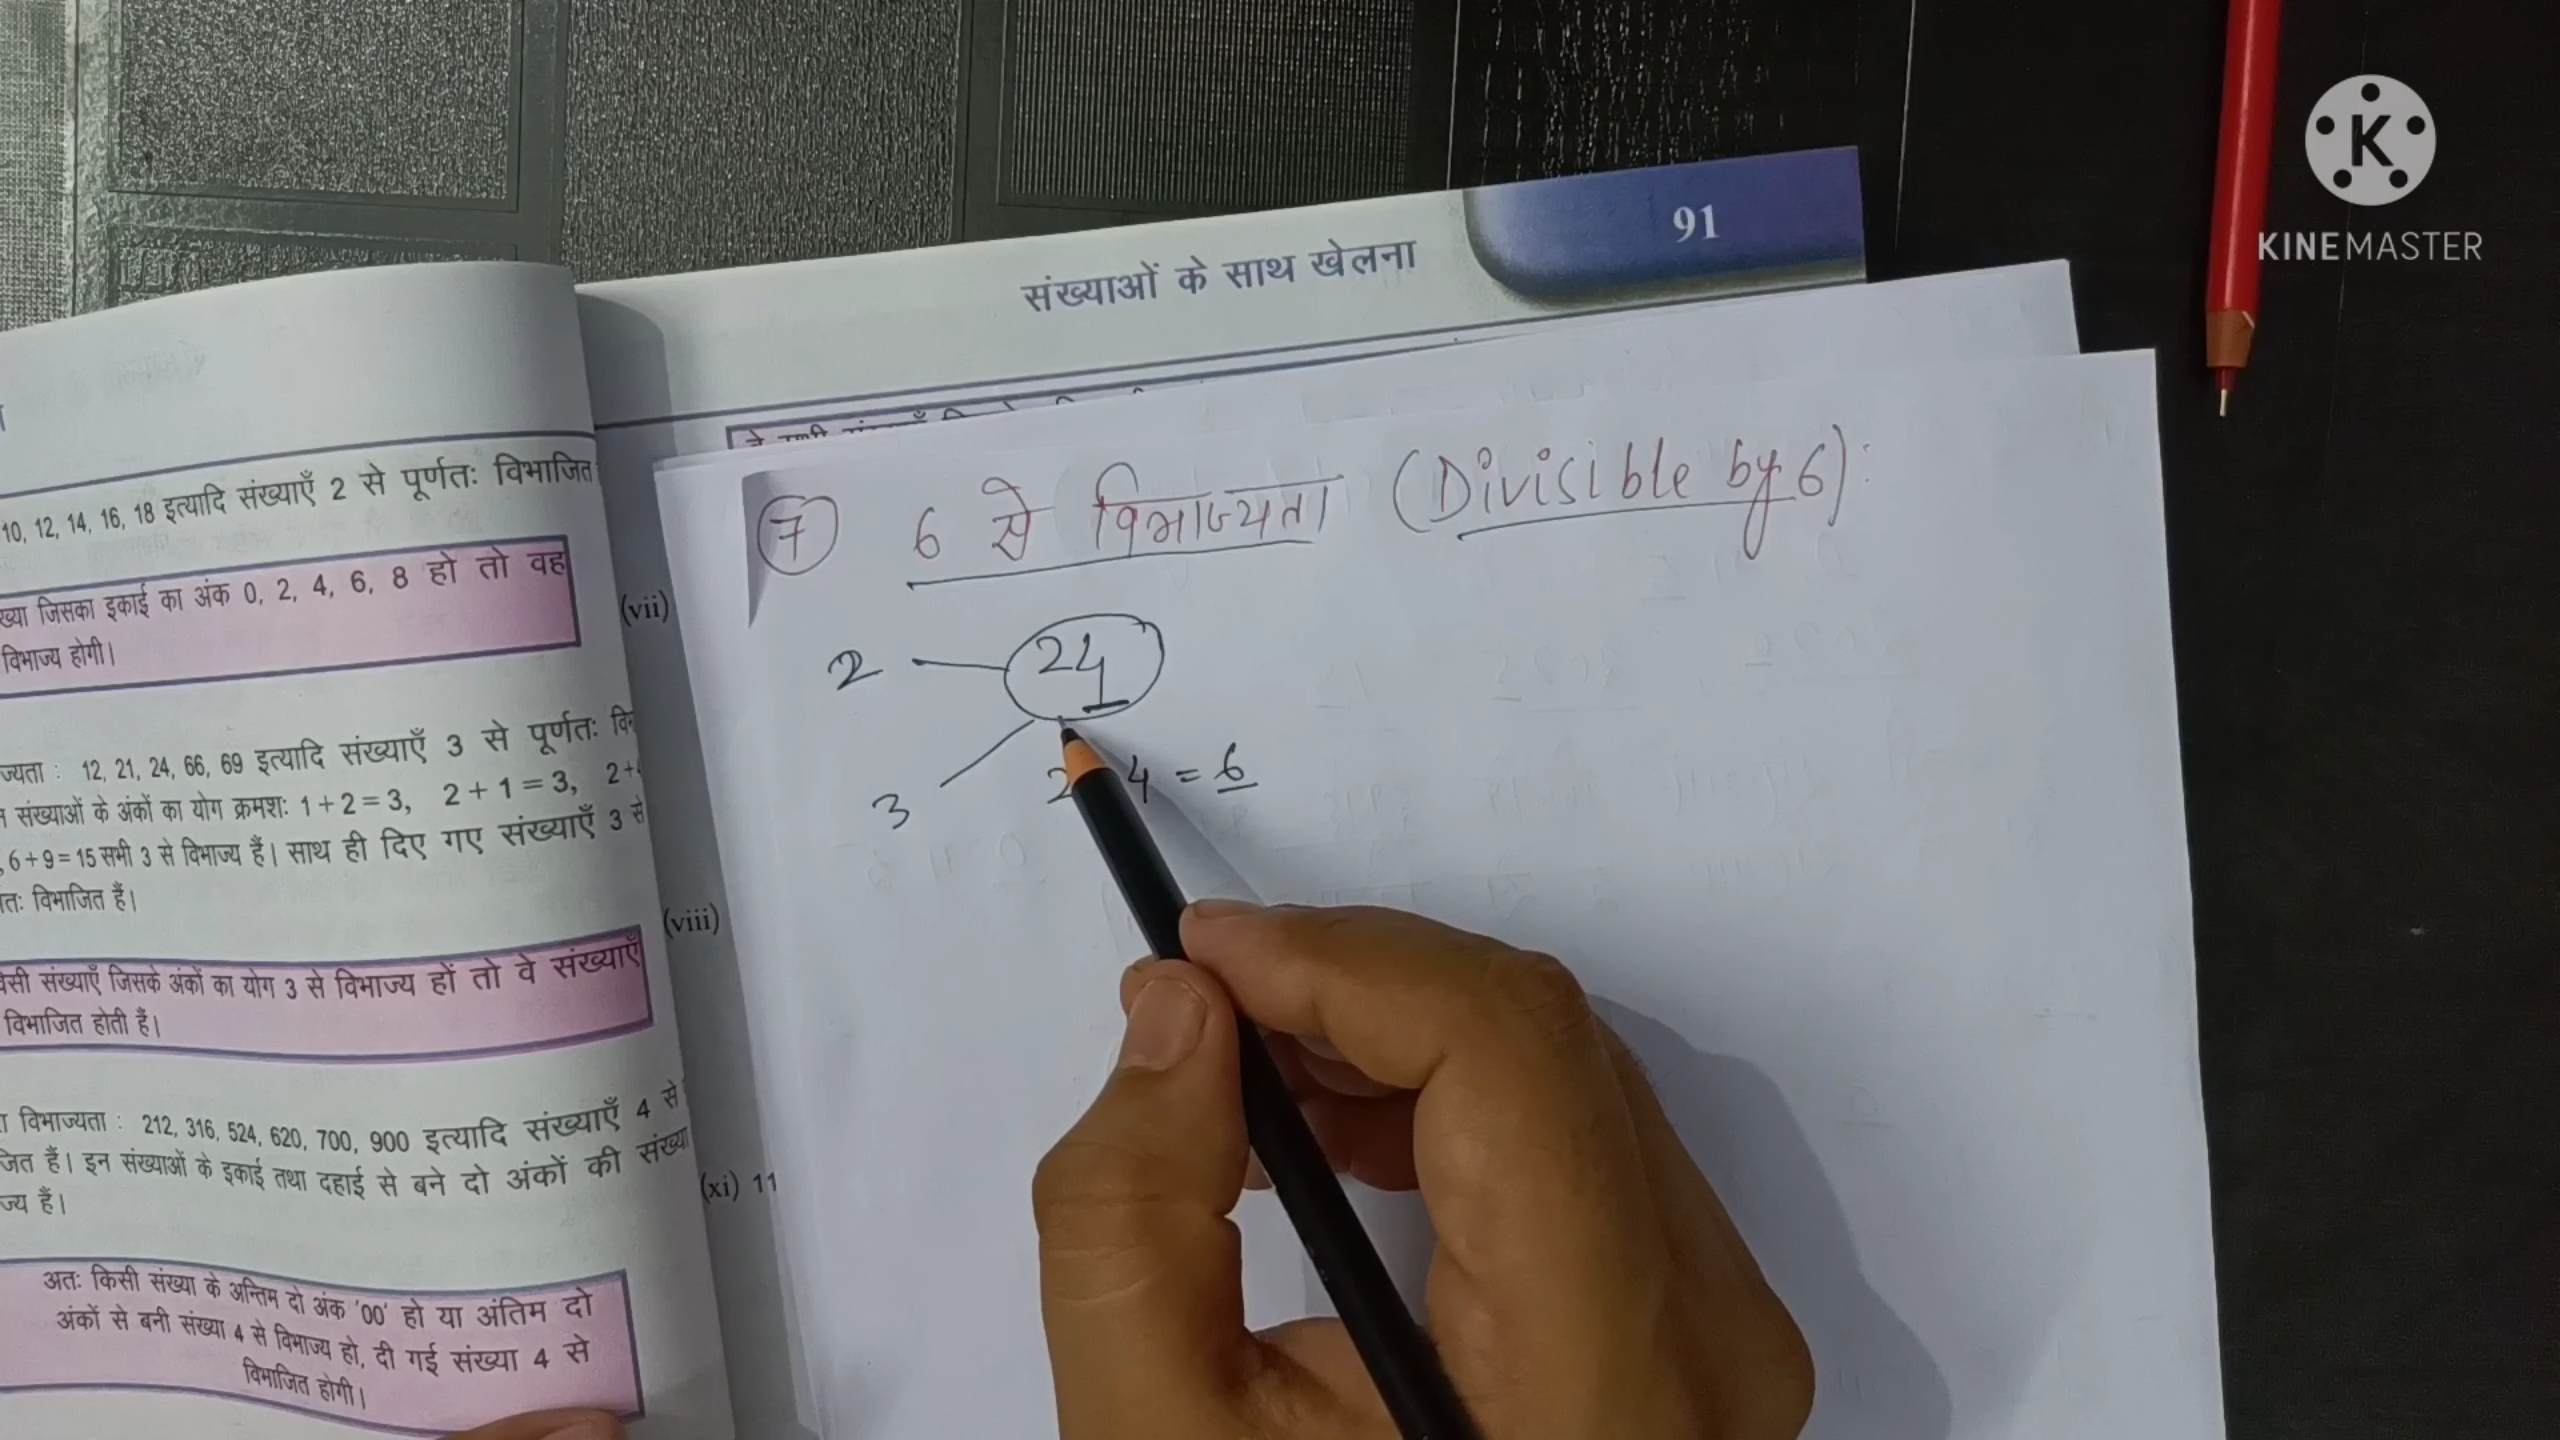 91
संख्याओं के साथ खेलना
10, 12, 14, 16, 18 इत्यादि संख्याएँ 2 से पूर्णतः विभाजित
जिसका इकाई का अंक 0, 2, 4, 6, 8 हो तो वह
विभाज्य होगी।
12, 21, 24, 66, 69 इत्यादि संख्याएँ 3 से पूर्णतः
संख्याओं के अंकों का योग क्रमशः 1+2=3, 2+1=3, 2+
6+9=15 सभी 3 से विभाज्य हैं। साथ ही दिए गए संख्याएँ 3 से
विभाजित हैं।
संख्याएँ जिसके अंकों का योग 3 से विभाज्य हों तो वे संख्याएँ
विभाजित होती हैं।
विभाज्यता : 212, 316, 524, 620, 700, 900 इत्यादि संख्याएँ 4 से
हैं। इन संख्याओं के इकाई तथा दहाई से बने दो अंकों की संख्या
हैं।
अतः किसी संख्या के अन्तिम दो अंक '00' हो या अंतिम दो
अंकों से बनी संख्या 4 से विभाज्य हो, दी गई संख्या 4 से
विभाजित होगी।
(vii)
(viii)
(xi) 11
7 6 से विभाज्यता (Divisible by 6):
2 24
3 2 4 = 6
K
KINEMASTER